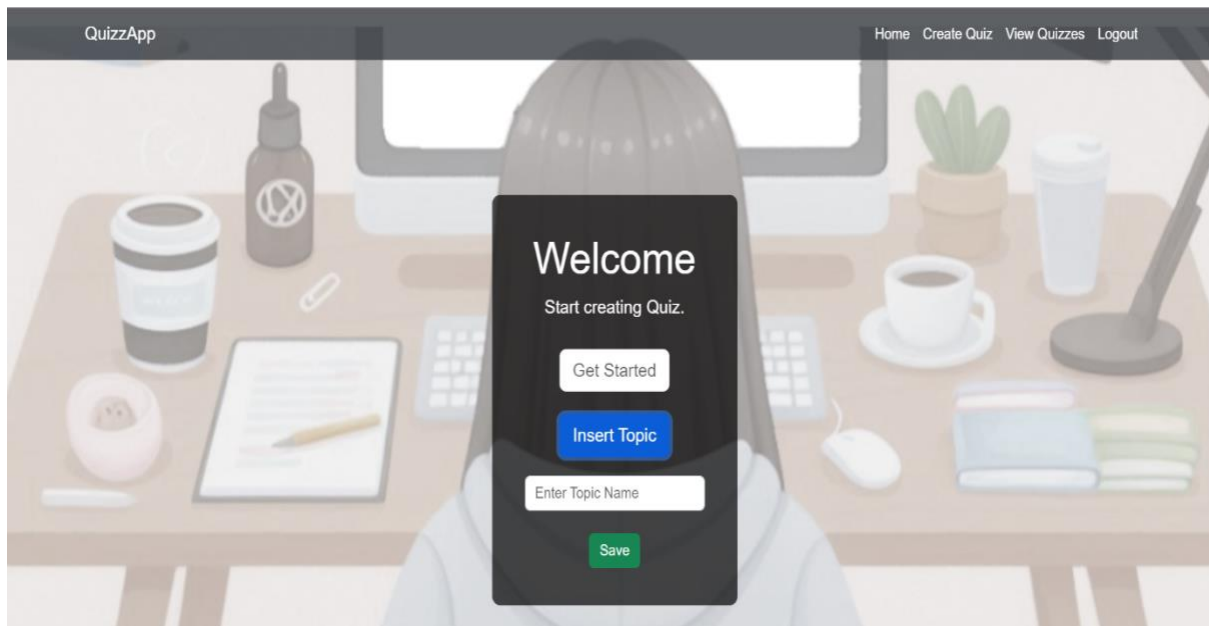 QuizzApp
Home Create Quiz View Quizzes Logout
Welcome
Start creating Quiz.
Get Started
Insert Topic
Enter Topic Name
Save